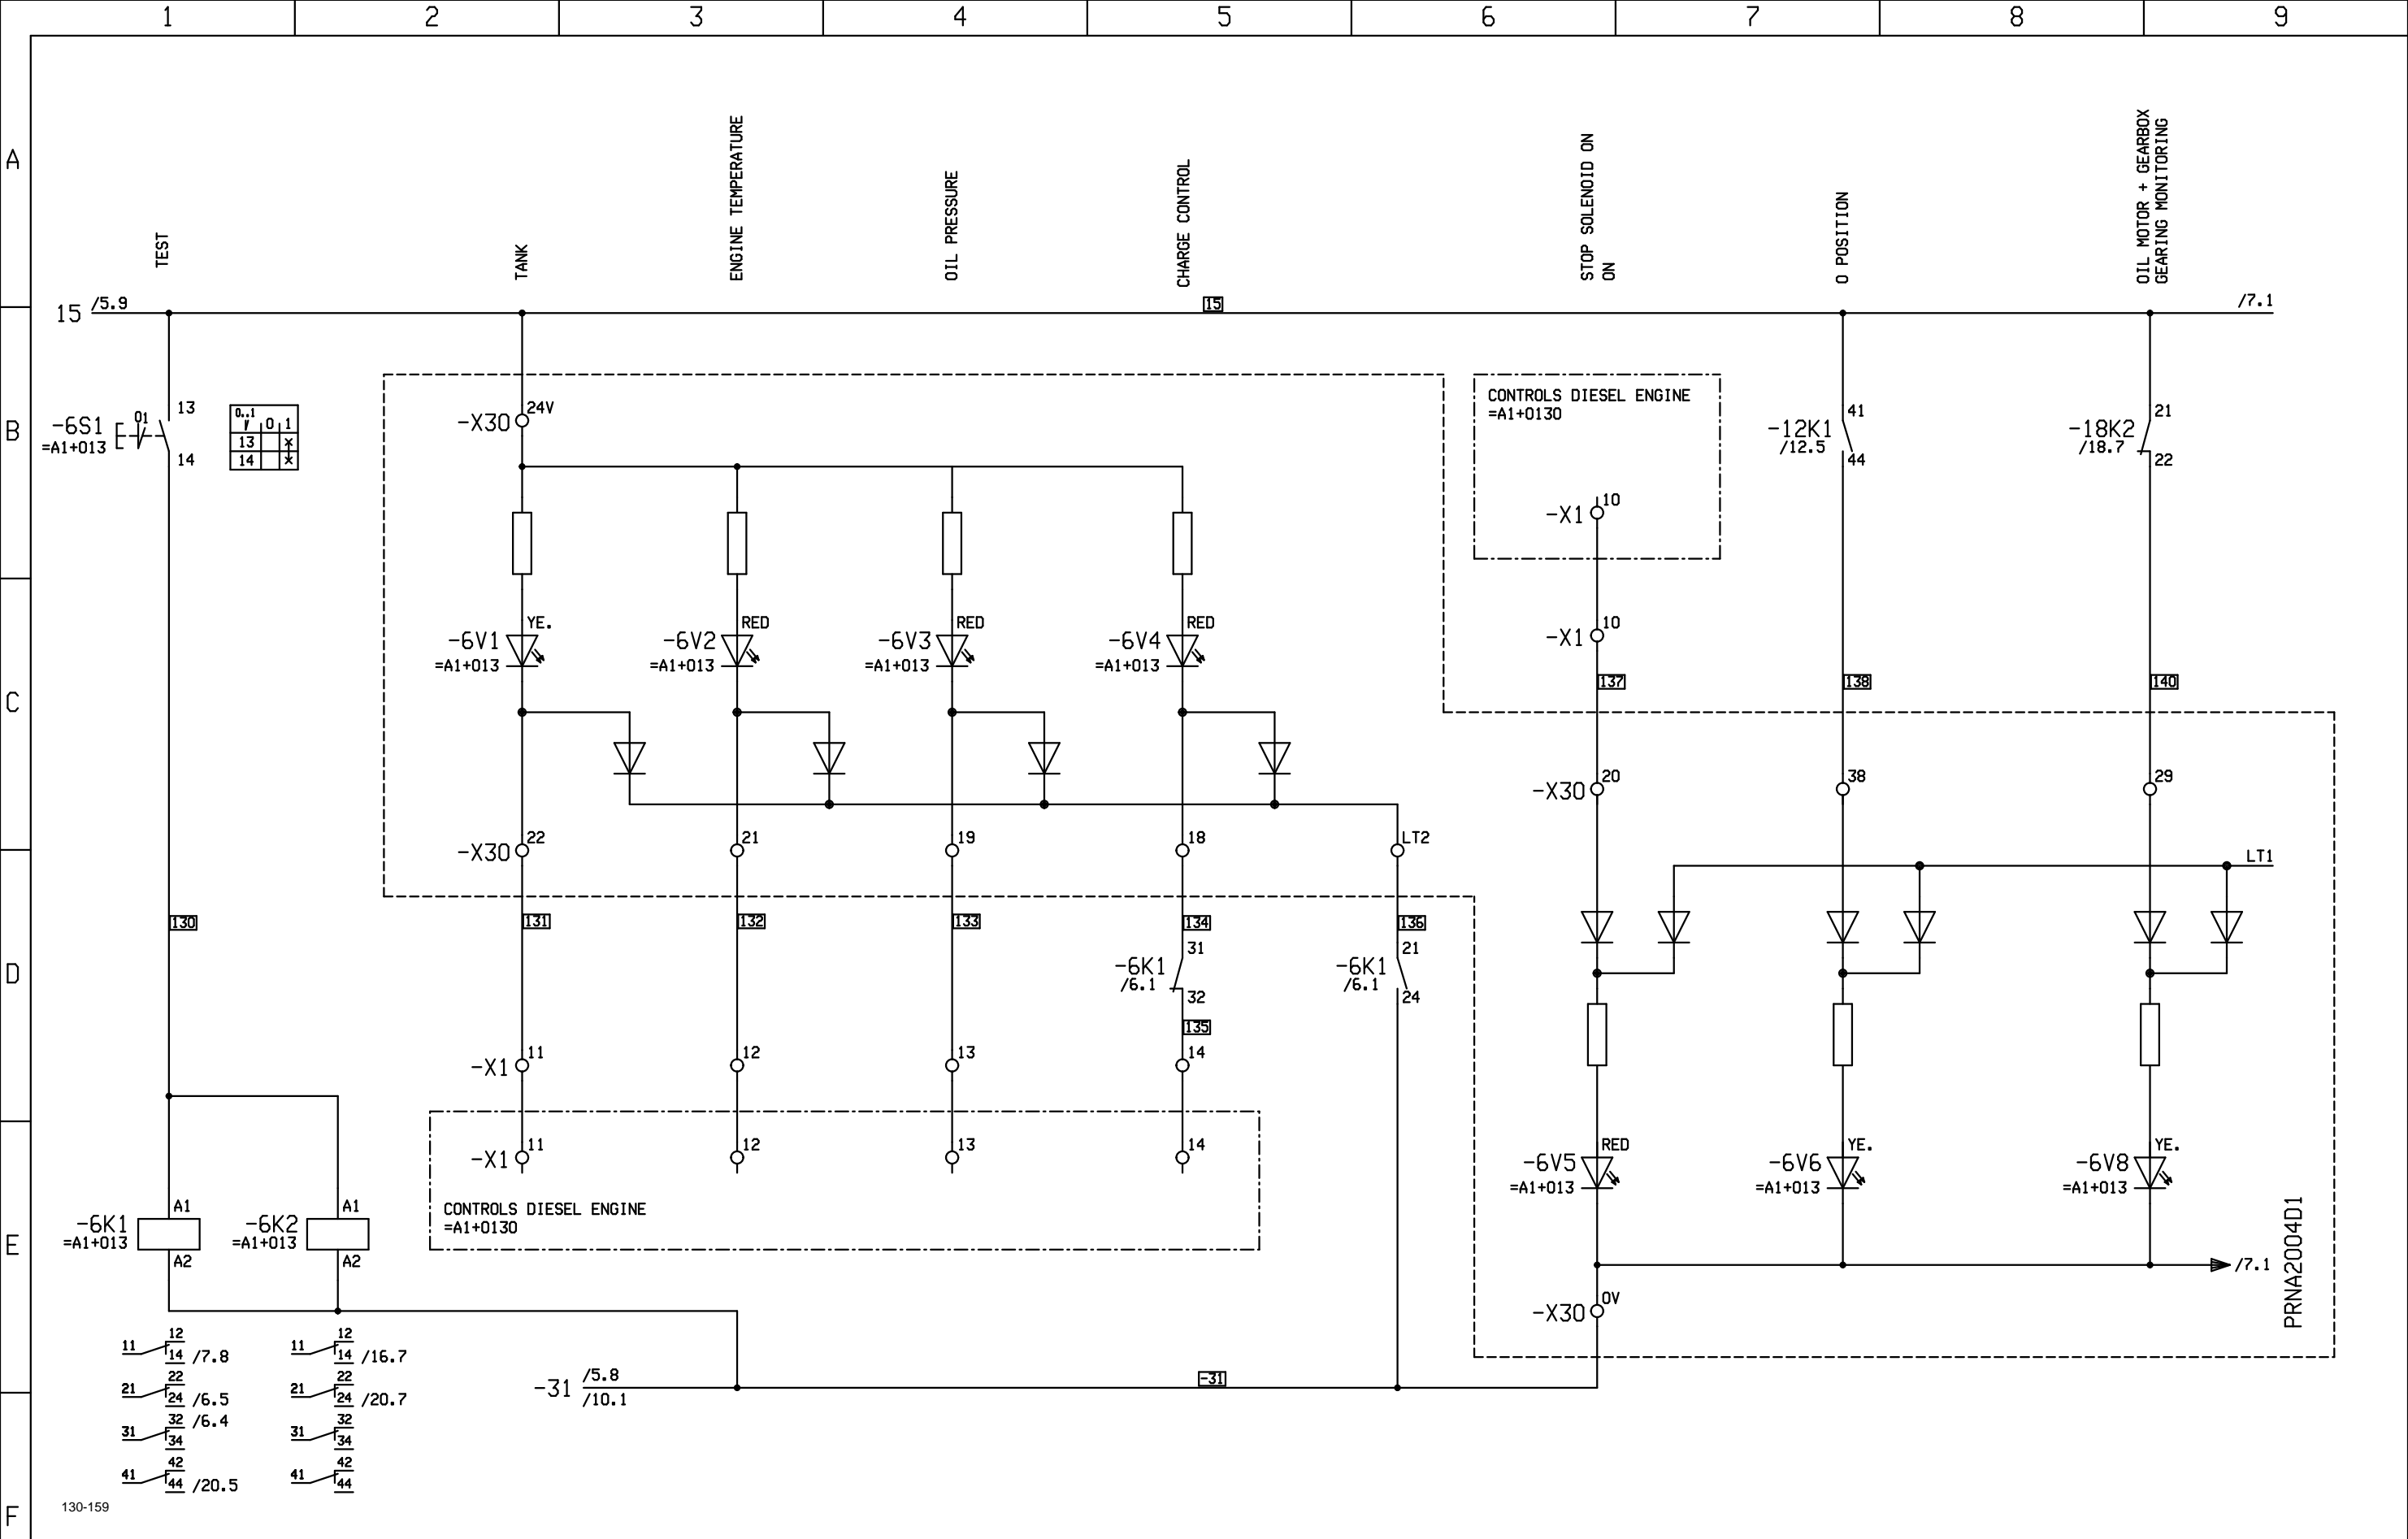 1 2 3 4 5 6 7 8 9
A
B
C
D
E
F
TEST
TANK
ENGINE TEMPERATURE
OIL PRESSURE
CHARGE CONTROL
STOP SOLENOID ON
ON
0 POSITION
OIL MOTOR + GEARBOX
GEARING MONITORING
15 /5.9
15
/7.1
-6S1
=A1+013
01
13
14
0..1
0 1
13 x
14 x
-X30 24V
CONTROLS DIESEL ENGINE
=A1+0130
-X1 10
-12K1
/12.5
41
44
-18K2
/18.7
21
22
-6V1 YE.
=A1+013
-6V2 RED
=A1+013
-6V3 RED
=A1+013
-6V4 RED
=A1+013
-X1 10
137
138
140
-X30 22
21
19
18
LT2
-X30 20
38
29
LT1
130
131
132
133
134
136
-6K1
/6.1
31
32
135
-6K1
/6.1
21
24
-X1 11
12
13
14
-X1 11
12
13
14
CONTROLS DIESEL ENGINE
=A1+0130
-6V5 RED
=A1+013
-6V6 YE.
=A1+013
-6V8 YE.
=A1+013
-6K1
=A1+013
A1
A2
-6K2
=A1+013
A1
A2
/7.1
-X30 0V
PRNA2004D1
-31 /5.8
/10.1
-31
12
11 14 /7.8
22
21 24 /6.5
32 /6.4
31 34
42
41 44 /20.5
12
11 14 /16.7
22
21 24 /20.7
32
31 34
42
41 44
130-159